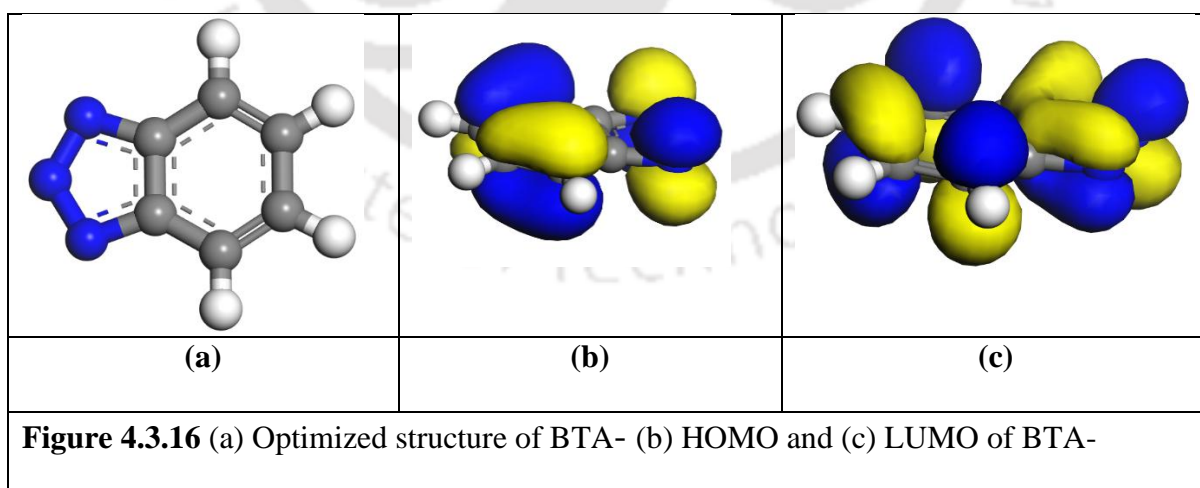 (a) (b) (c)
Figure 4.3.16 (a) Optimized structure of BTA- (b) HOMO and (c) LUMO of BTA-